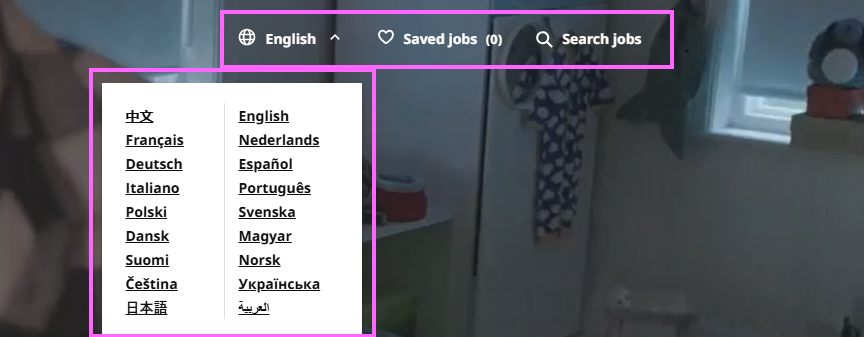 English
Saved jobs (0)
Search jobs
中文
English
Français
Nederlands
Deutsch
Español
Italiano
Português
Polski
Svenska
Dansk
Magyar
Suomi
Norsk
Čeština
Українська
日本語
العربية